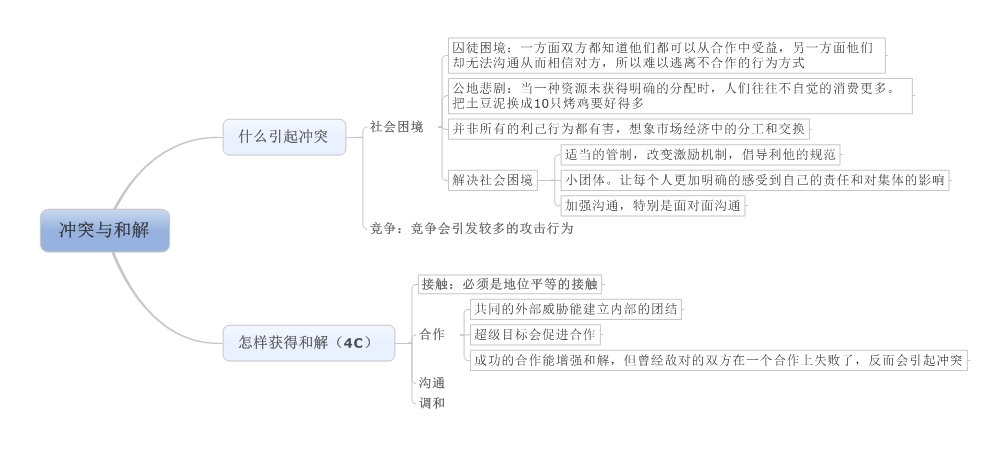 囚徒困境：一方面双方都知道他们都可以从合作中受益，另一方面他们
却无法沟通从而相信对方，所以难以逃离不合作的行为方式
公地悲剧：当一种资源未获得明确的分配时，人们往往不自觉的消费更多。
把土豆泥换成10只烤鸡要好得多
什么引起冲突
社会困境
并非所有的利己行为都有害，想象市场经济中的分工和交换
适当的管制，改变激励机制，倡导利他的规范
解决社会困境
小团体。让每个人更加明确的感受到自己的责任和对集体的影响
加强沟通，特别是面对面沟通
竞争：竞争会引发较多的攻击行为
冲突与和解
接触：必须是地位平等的接触
共同的外部威胁能建立内部的团结
怎样获得和解（4C）
合作
超级目标会促进合作
成功的合作能增强和解，但曾经敌对的双方在一个合作上失败了，反而会引起冲突
沟通
调和